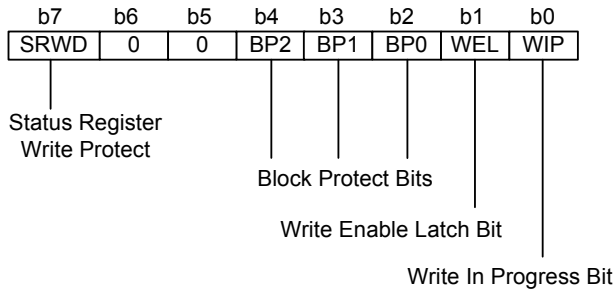 b7 b6 b5 b4 b3 b2 b1 b0
SRWD 0 0 BP2 BP1 BP0 WEL WIP
Status Register
Write Protect
Block Protect Bits
Write Enable Latch Bit
Write In Progress Bit